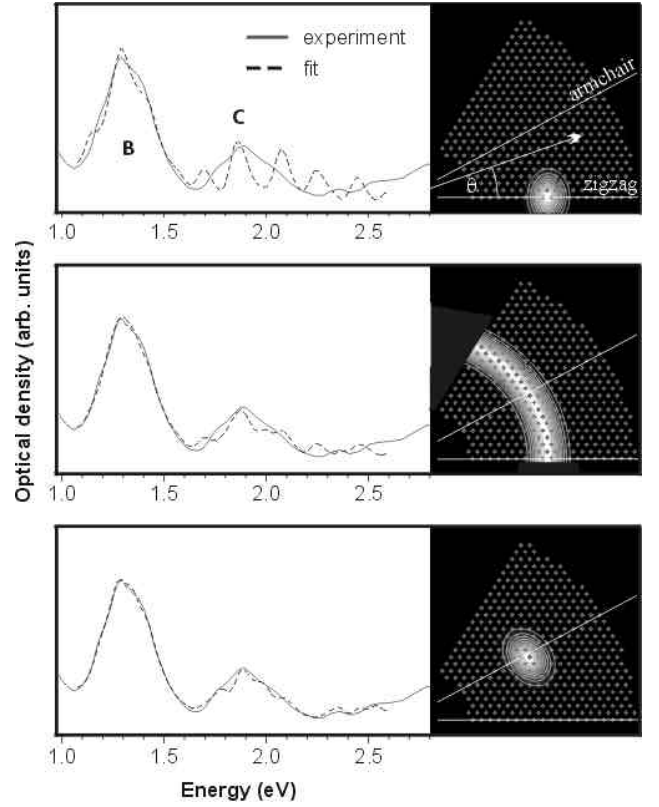 experiment
fit
B
C
armchair
θ
zigzag
1.0 1.5 2.0 2.5
Optical density (arb. units)
1.0 1.5 2.0 2.5
1.0 1.5 2.0 2.5
Energy (eV)